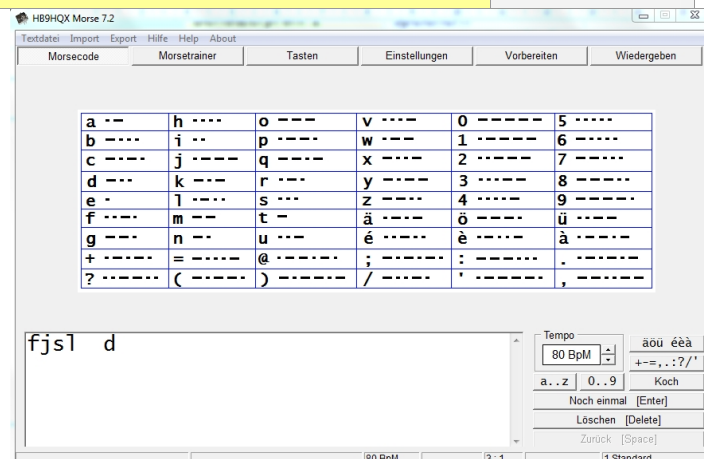 HB9HQX Morse 7.2
Textdatei Import Export Hilfe Help About
Morsecode Morsetrainer Tasten Einstellungen Vorbereiten Wiedergeben
a ·− h ···· o −−− v ···− 0 −−−−− 5 ·····
b −··· i ·· p ·−−· w ·−− 1 ·−−−− 6 −····
c −·−· j ·−−− q −−·− x −··− 2 ··−−− 7 −−···
d −·· k −·− r ·−· y −·−− 3 ···−− 8 −−−··
e · l ·−·· s ··· z −−·· 4 ····− 9 −−−−·
f ··−· m −− t − ä ·−·− ö −−−· ü ··−−
g −−· n −· u ··− é ··−·· è ·−··− à ·−−·−
+ ·−·−· = −···− @ ·−−·−· ; −·−·−· : −−−··· . ·−·−·−
? ··−−·· ( −·−−· ) −·−−·− / −··−· ' ·−−−−· , −−··−−
fjsl d
Tempo
80 BpM
äöü éèà
+-=,.:?/'
a..z 0..9 Koch
Noch einmal [Enter]
Löschen [Delete]
Zurück [Space]
80 BpM 3 : 1 1 Standard